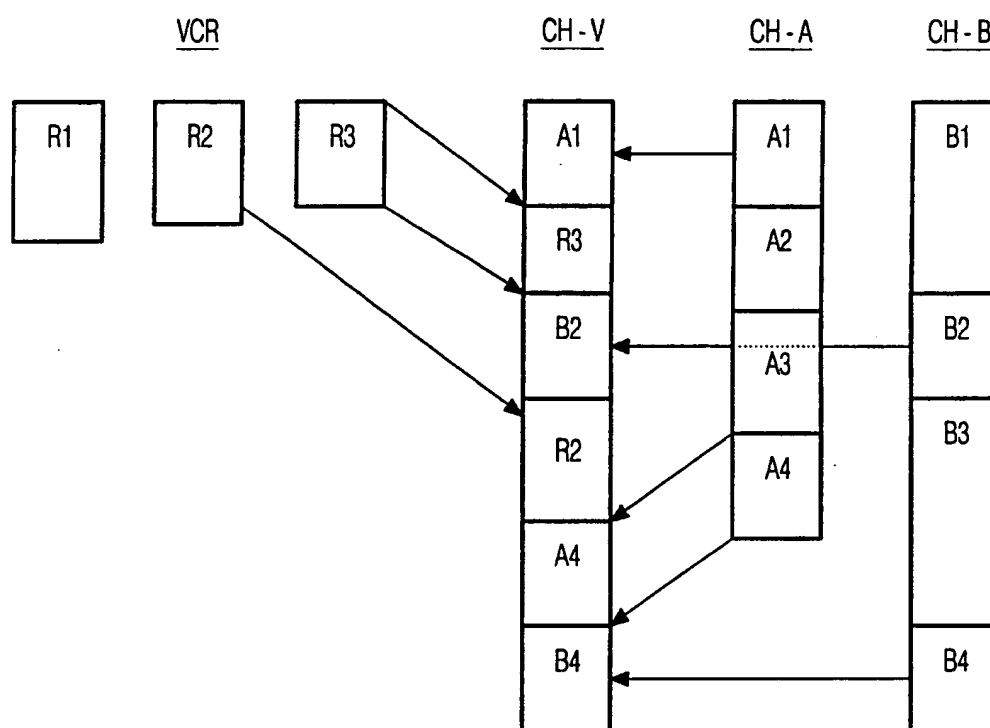 VCR CH-V CH-A CH-B
R1 R2 R3 A1 A1 B1
R3 A2
B2 A3 B2
R2 A4 B3
A4
B4 B4